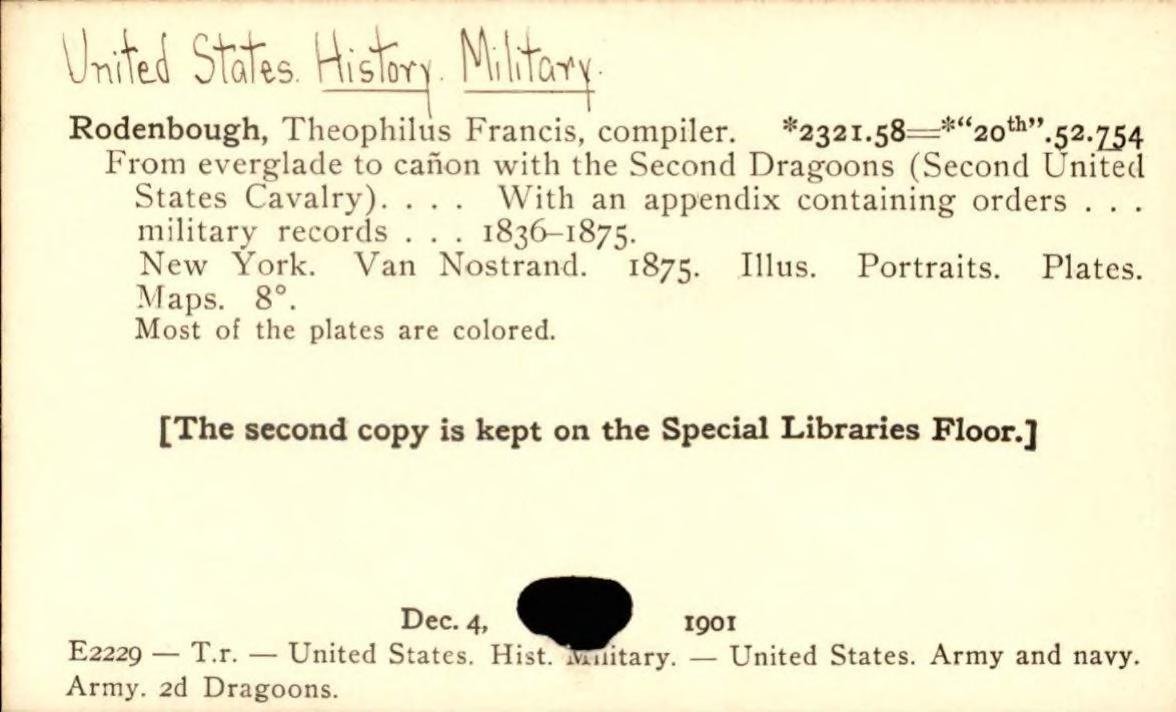 United States. History. Military.
Rodenbough, Theophilus Francis, compiler. *2321.58=*“20th”.52.754
From everglade to cañon with the Second Dragoons (Second United
States Cavalry). . . . With an appendix containing orders . . .
military records . . . 1836–1875.
New York. Van Nostrand. 1875. Illus. Portraits. Plates.
Maps. 8°.
Most of the plates are colored.
[The second copy is kept on the Special Libraries Floor.]
Dec. 4, 1901
E2229 — T.r. — United States. Hist. Military. — United States. Army and navy.
Army. 2d Dragoons.